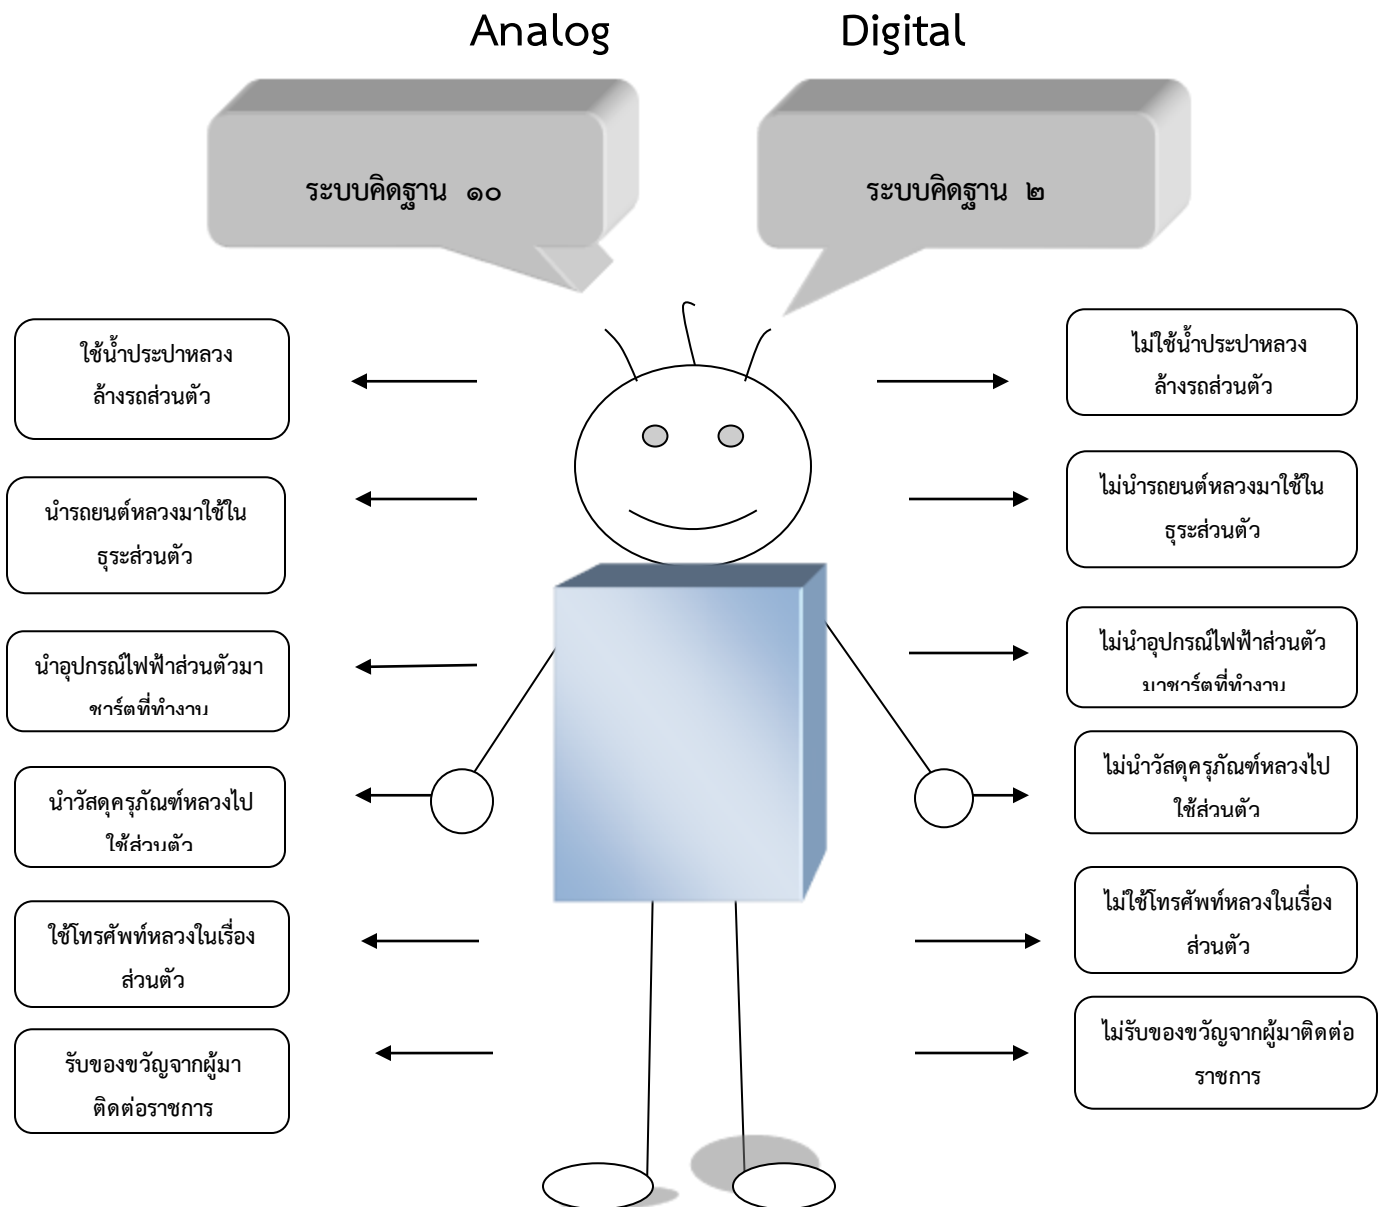 Analog
Digital
ระบบคิดฐาน ๑๐
ระบบคิดฐาน ๒
ใช้น้ำประปาหลวง
ล้างรถส่วนตัว
นำรถยนต์หลวงมาใช้ใน
ธุระส่วนตัว
นำอุปกรณ์ไฟฟ้าส่วนตัวมา
ชาร์ตที่ทำงาน
นำวัสดุครุภัณฑ์หลวงไป
ใช้ส่วนตัว
ใช้โทรศัพท์หลวงในเรื่อง
ส่วนตัว
รับของขวัญจากผู้มา
ติดต่อราชการ
ไม่ใช้น้ำประปาหลวง
ล้างรถส่วนตัว
ไม่นำรถยนต์หลวงมาใช้ใน
ธุระส่วนตัว
ไม่นำอุปกรณ์ไฟฟ้าส่วนตัว
มาชาร์ตที่ทำงาน
ไม่นำวัสดุครุภัณฑ์หลวงไป
ใช้ส่วนตัว
ไม่ใช้โทรศัพท์หลวงในเรื่อง
ส่วนตัว
ไม่รับของขวัญจากผู้มาติดต่อ
ราชการ